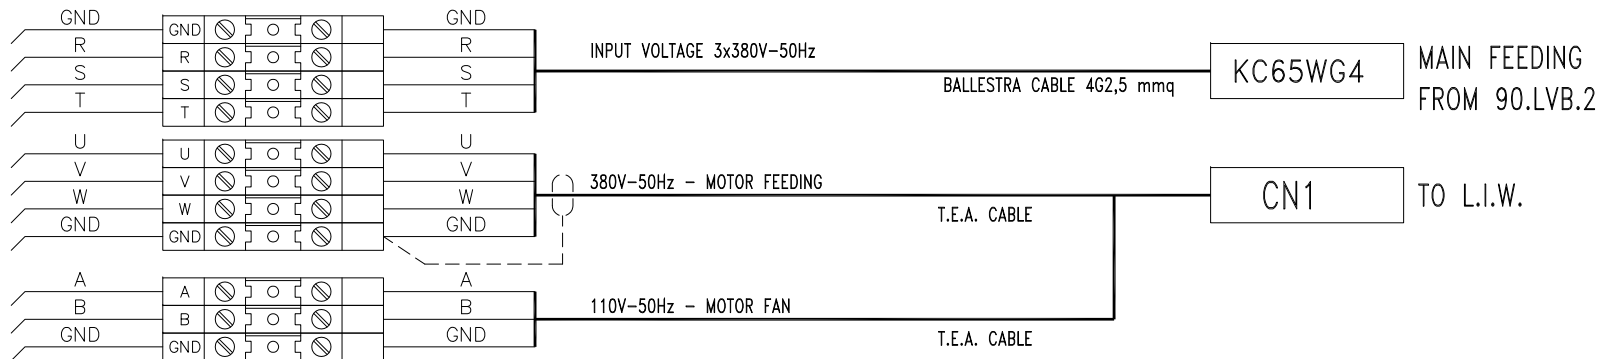 GND GND GND
R R R
S S S
T T T
INPUT VOLTAGE 3x380V-50Hz
BALLESTRA CABLE 4G2,5 mmq
KC65WG4
MAIN FEEDING
FROM 90.LVB.2
U U U
V V V
W W W
GND GND GND
380V-50Hz - MOTOR FEEDING
T.E.A. CABLE
CN1
TO L.I.W.
A A A
B B B
GND GND GND
110V-50Hz - MOTOR FAN
T.E.A. CABLE